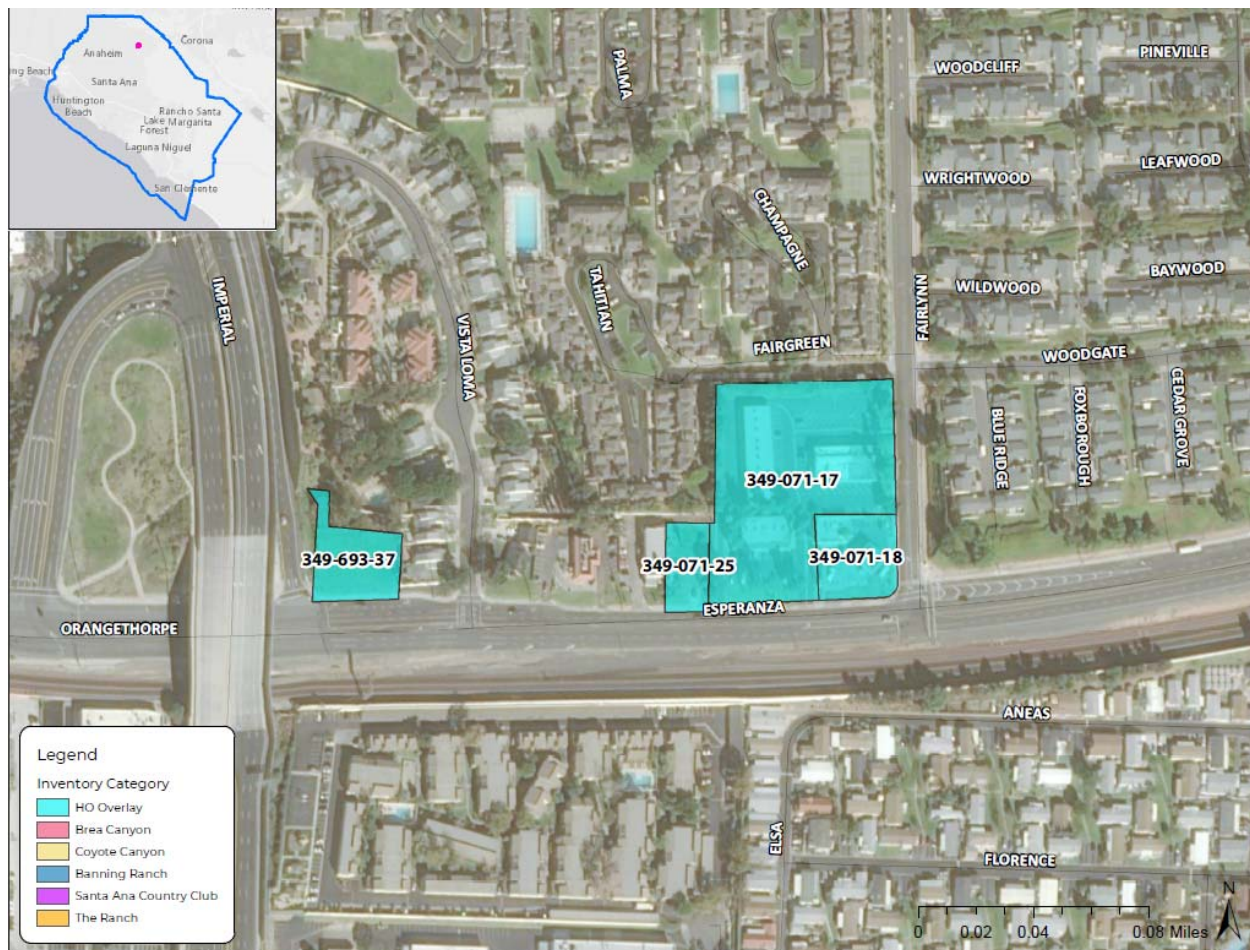 Corona
Anaheim
ng Beach
Santa Ana
Huntington
Beach
Rancho Santa
Lake Margarita
Forest
Laguna Niguel
San Clemente
PALMA
WOODCLIFF
PINEVILLE
WRIGHTWOOD
LEAFWOOD
CHAMPAGNE
IMPERIAL
TAHITIAN
BAYWOOD
WILDWOOD
VISTA LOMA
FAIRLYNN
FAIRGREEN
WOODGATE
BLUE RIDGE
FOXBOROUGH
CEDAR GROVE
349-071-17
349-693-37
349-071-25
349-071-18
ESPERANZA
ORANGETHORPE
ANEAS
ELSA
FLORENCE
Legend
Inventory Category
HO Overlay
Brea Canyon
Coyote Canyon
Banning Ranch
Santa Ana Country Club
The Ranch
N
0 0.02 0.04 0.08 Miles